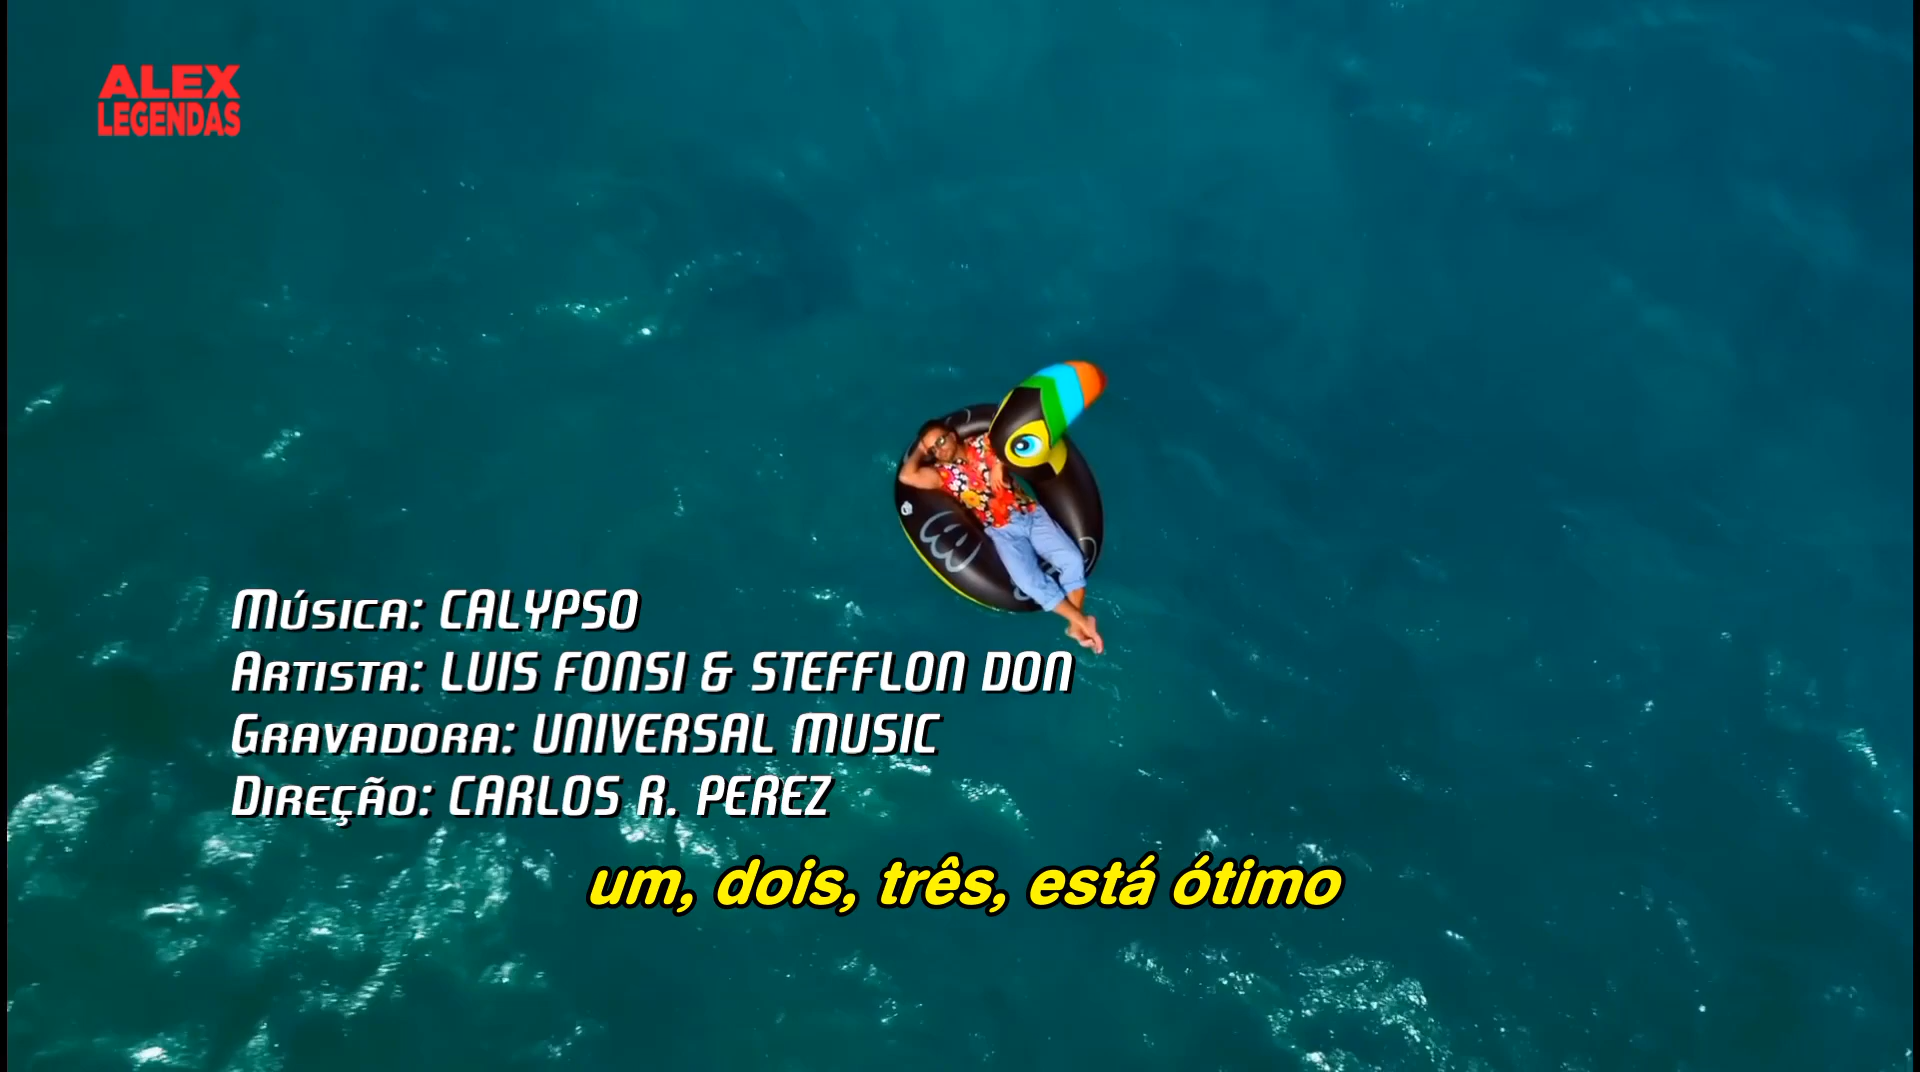 ALEX
LEGENDAS
Música: CALYPSO
Artista: LUIS FONSI & STEFFLON DON
Gravadora: UNIVERSAL MUSIC
Direção: CARLOS R. PEREZ
um, dois, três, está ótimo